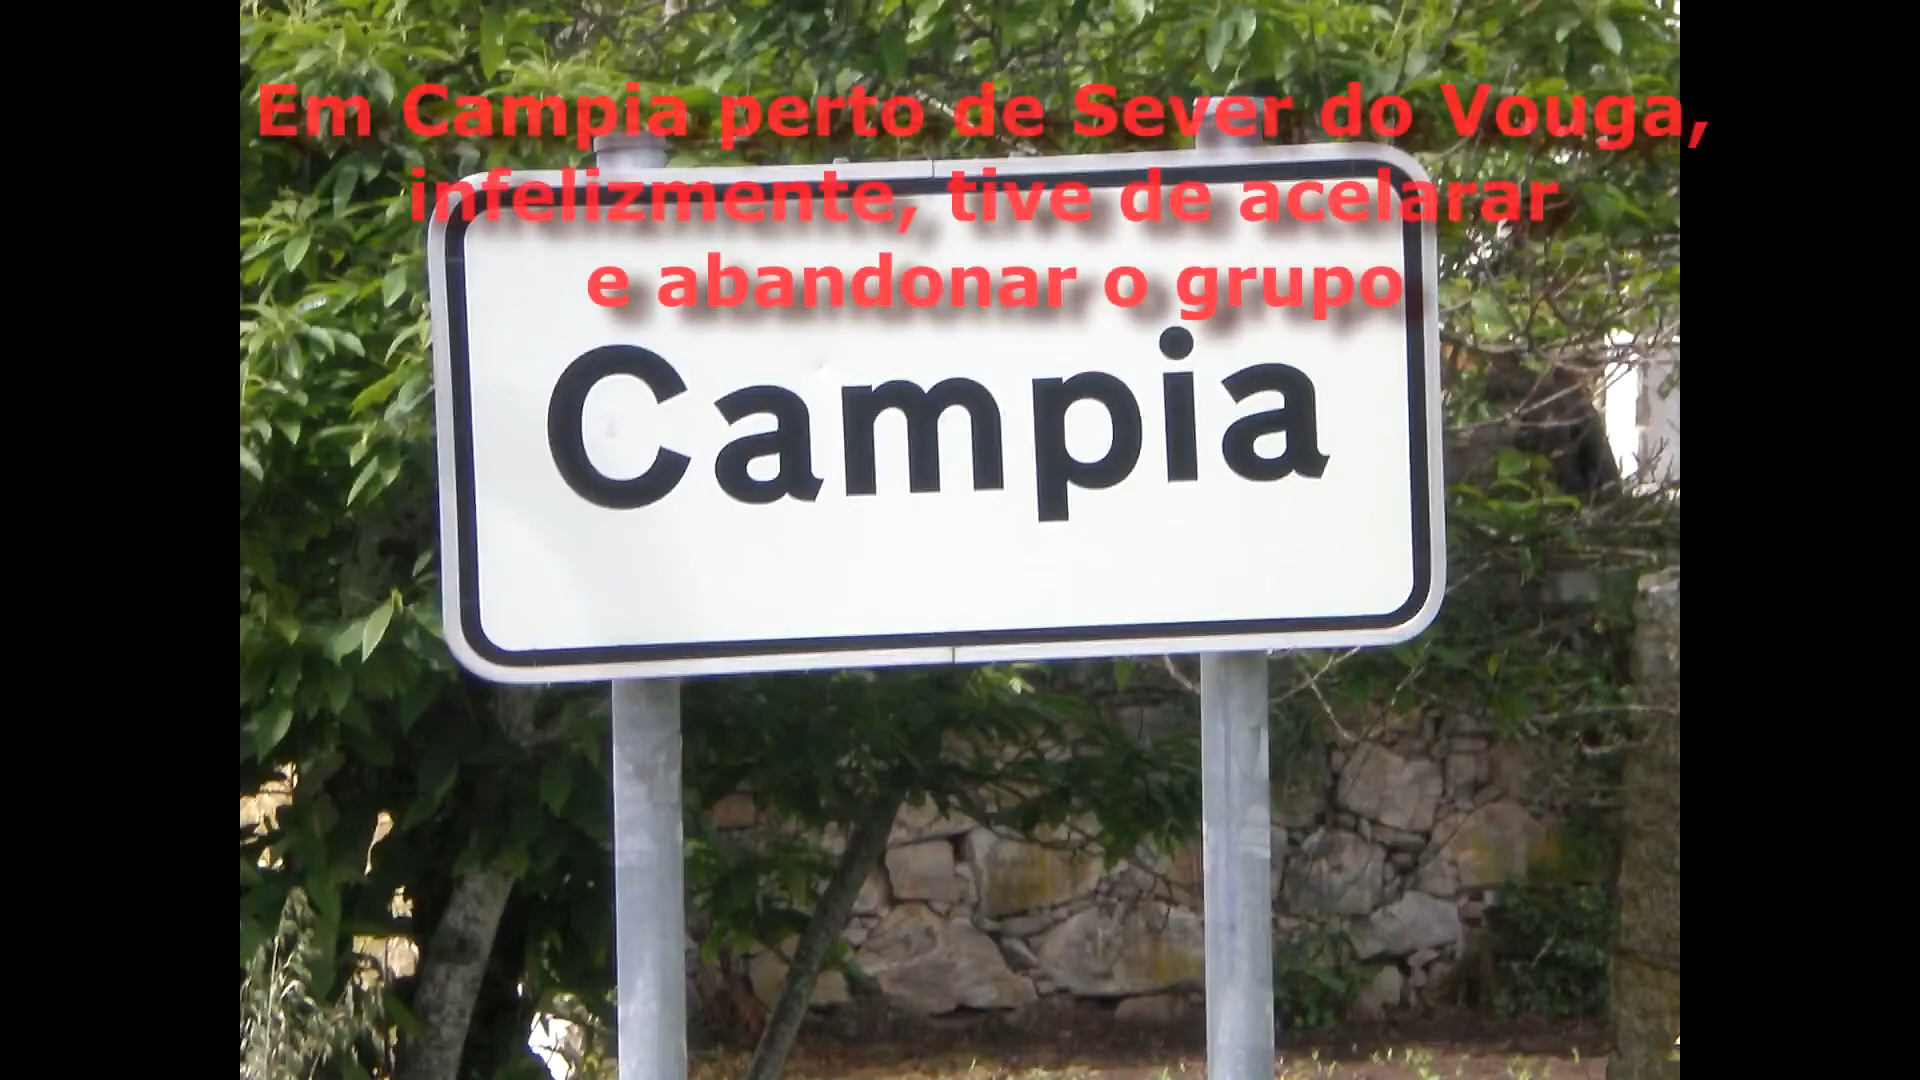 Em Campia perto de Sever do Vouga,
infelizmente, tive de acelarar
e abandonar o grupo
Campia